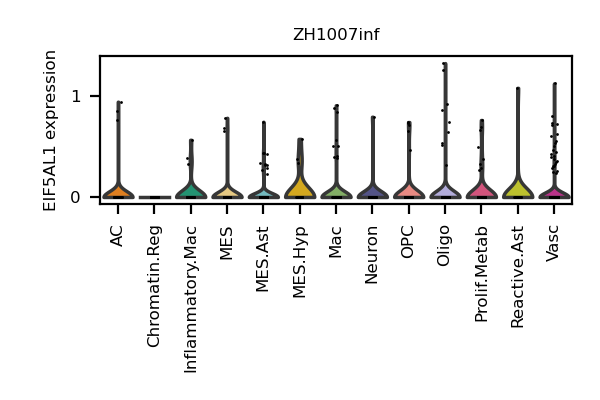 ZH1007inf
EIF5AL1 expression
1
0
AC
Chromatin.Reg
Inflammatory.Mac
MES
MES.Ast
MES.Hyp
Mac
Neuron
OPC
Oligo
Prolif.Metab
Reactive.Ast
Vasc